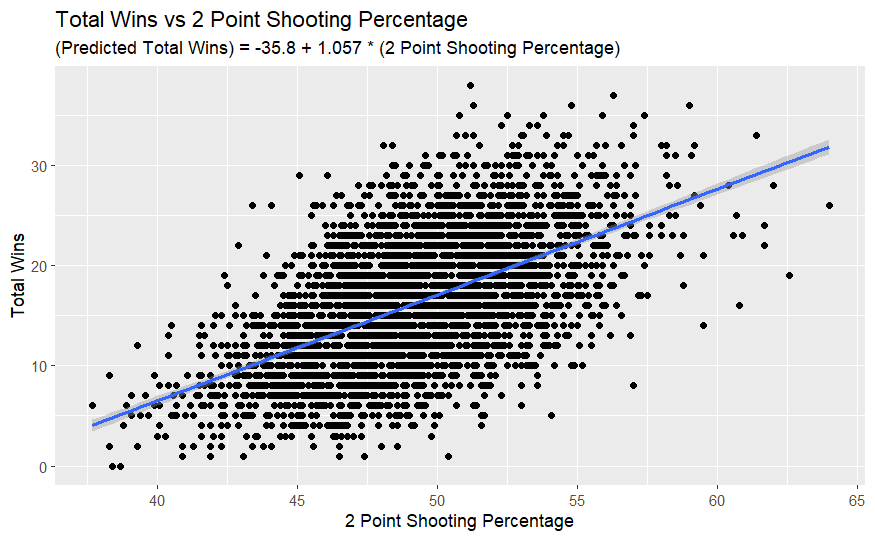 Total Wins vs 2 Point Shooting Percentage
(Predicted Total Wins) = -35.8 + 1.057 * (2 Point Shooting Percentage)
Total Wins
30
20
10
0
40 45 50 55 60 65
2 Point Shooting Percentage